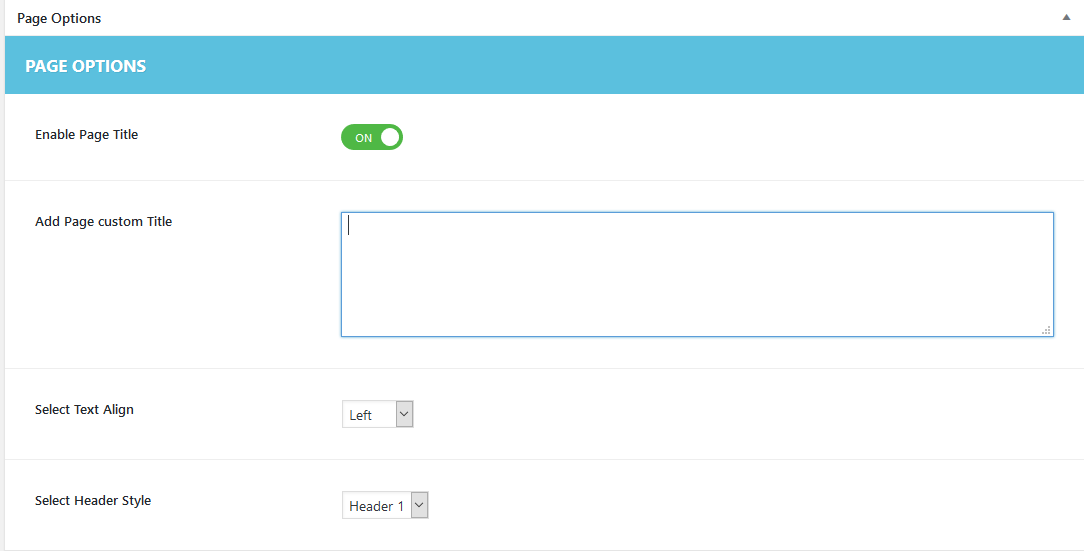 Page Options
PAGE OPTIONS
Enable Page Title
ON
Add Page custom Title
Select Text Align
Left
Select Header Style
Header 1